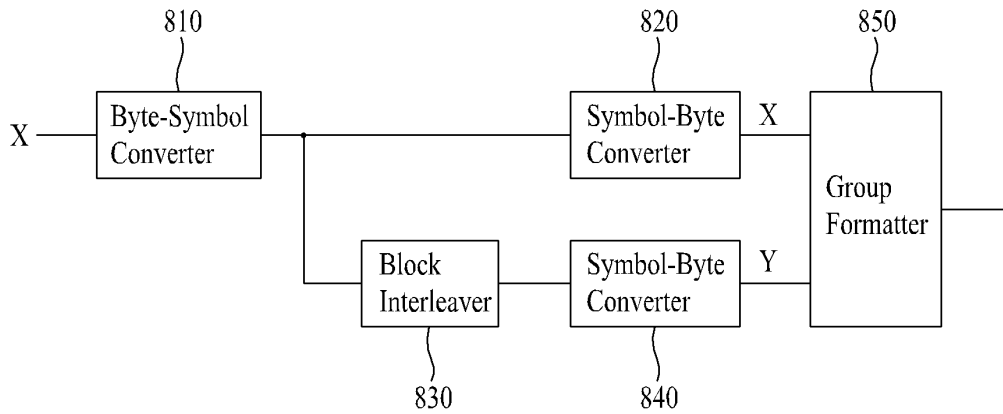 810
820
850
X
Byte-Symbol
Converter
Symbol-Byte
Converter
X
Group
Formatter
Block
Interleaver
Symbol-Byte
Converter
Y
830
840